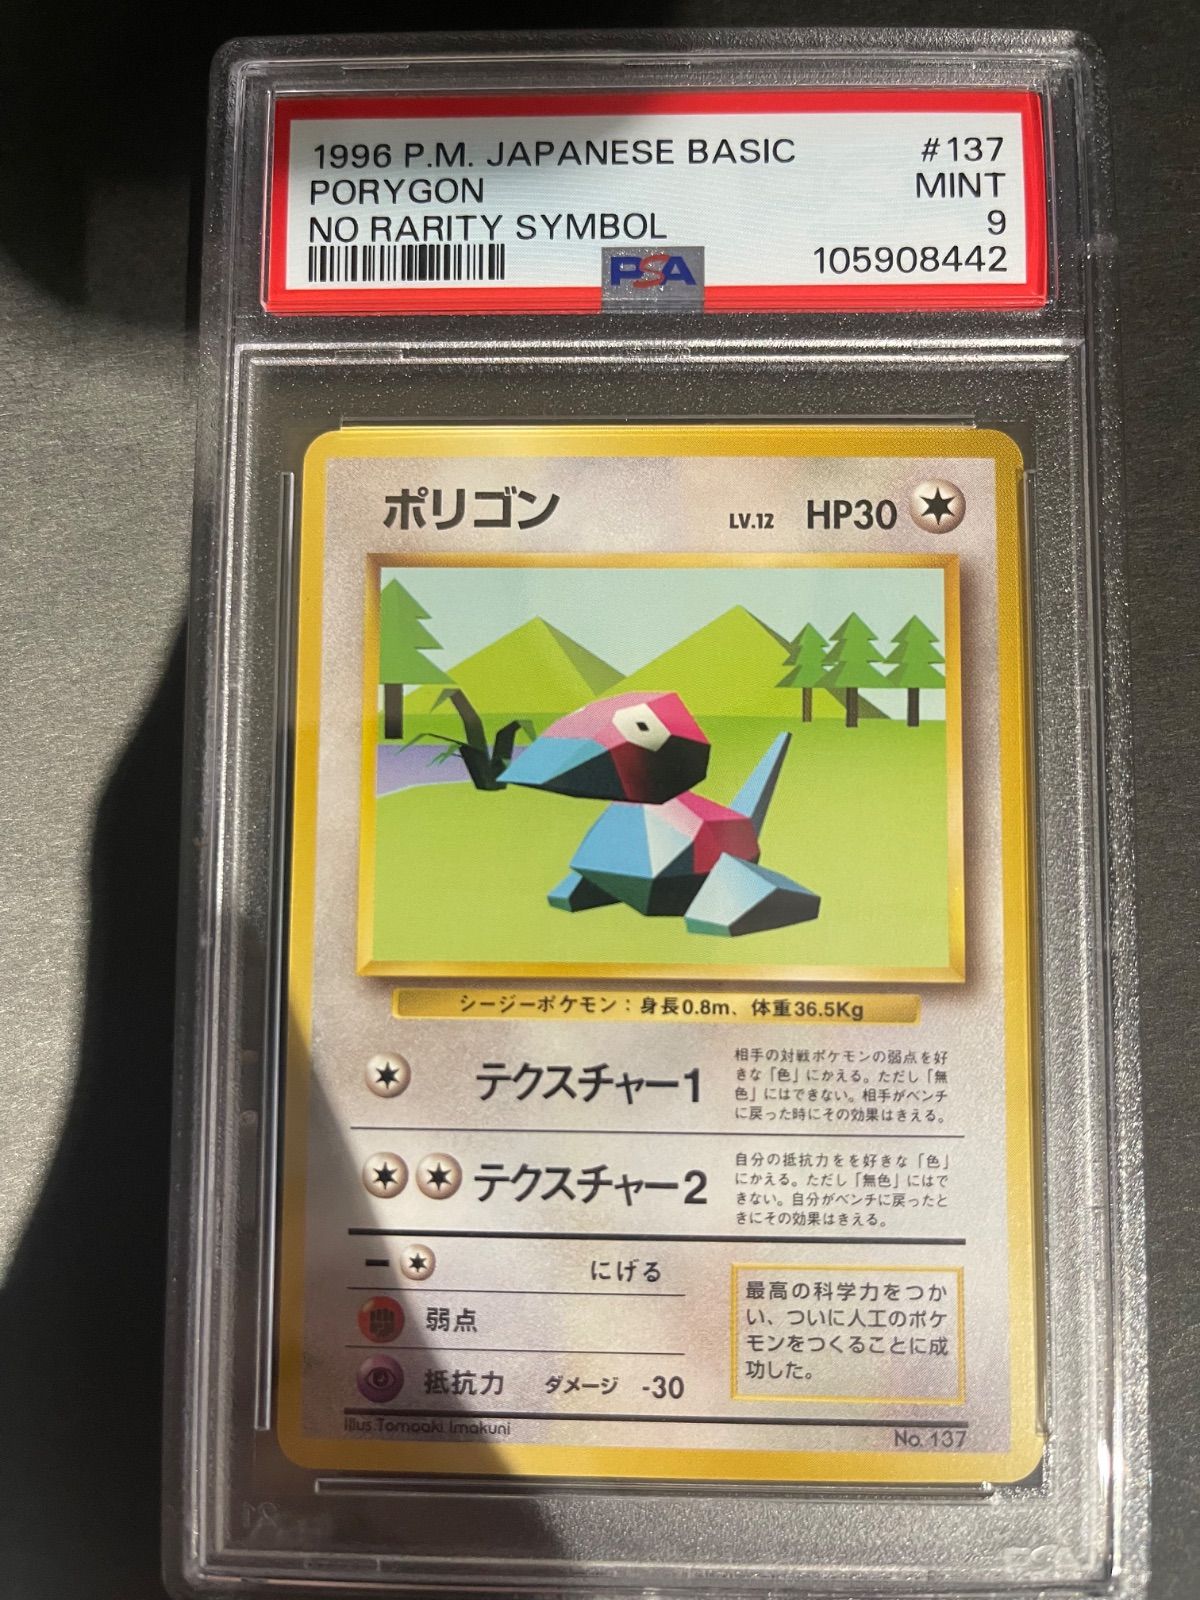 1996 P.M. JAPANESE BASIC #137
PORYGON MINT
NO RARITY SYMBOL 9
PSA 105908442
ポリゴン LV.12 HP30
シージーポケモン：身長0.8m、体重36.5Kg
テクスチャー1
相手の対戦ポケモンの弱点を好
きな「色」にかえる。ただし「無
色」にはできない。相手がベンチ
に戻った時にその効果はきえる。
テクスチャー2
自分の抵抗力をを好きな「色」
にかえる。ただし「無色」にはで
きない。自分がベンチに戻ったと
きにその効果はきえる。
ー にげる
弱点
抵抗力 ダメージ -30
最高の科学力をつか
い、ついに人工のポケ
モンをつくることに成
功した。
Illus.Tomoaki Imakuni
No. 137